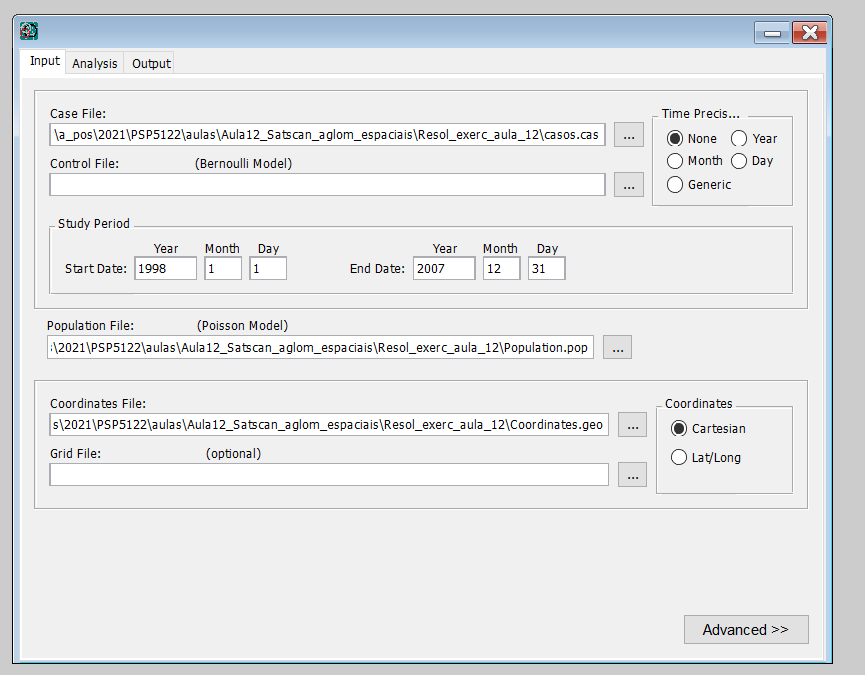 Input Analysis Output
Case File:
\a_pos\2021\PSP5122\aulas\Aula12_Satscan_aglom_espaciais\Resol_exerc_aula_12\casos.cas ...
Control File: (Bernoulli Model)
...
Time Precis...
None Year
Month Day
Generic
Study Period
Year Month Day Year Month Day
Start Date: 1998 1 1 End Date: 2007 12 31
Population File: (Poisson Model)
:\2021\PSP5122\aulas\Aula12_Satscan_aglom_espaciais\Resol_exerc_aula_12\Population.pop ...
Coordinates File:
s\2021\PSP5122\aulas\Aula12_Satscan_aglom_espaciais\Resol_exerc_aula_12\Coordinates.geo ...
Grid File: (optional)
...
Coordinates
Cartesian
Lat/Long
Advanced >>